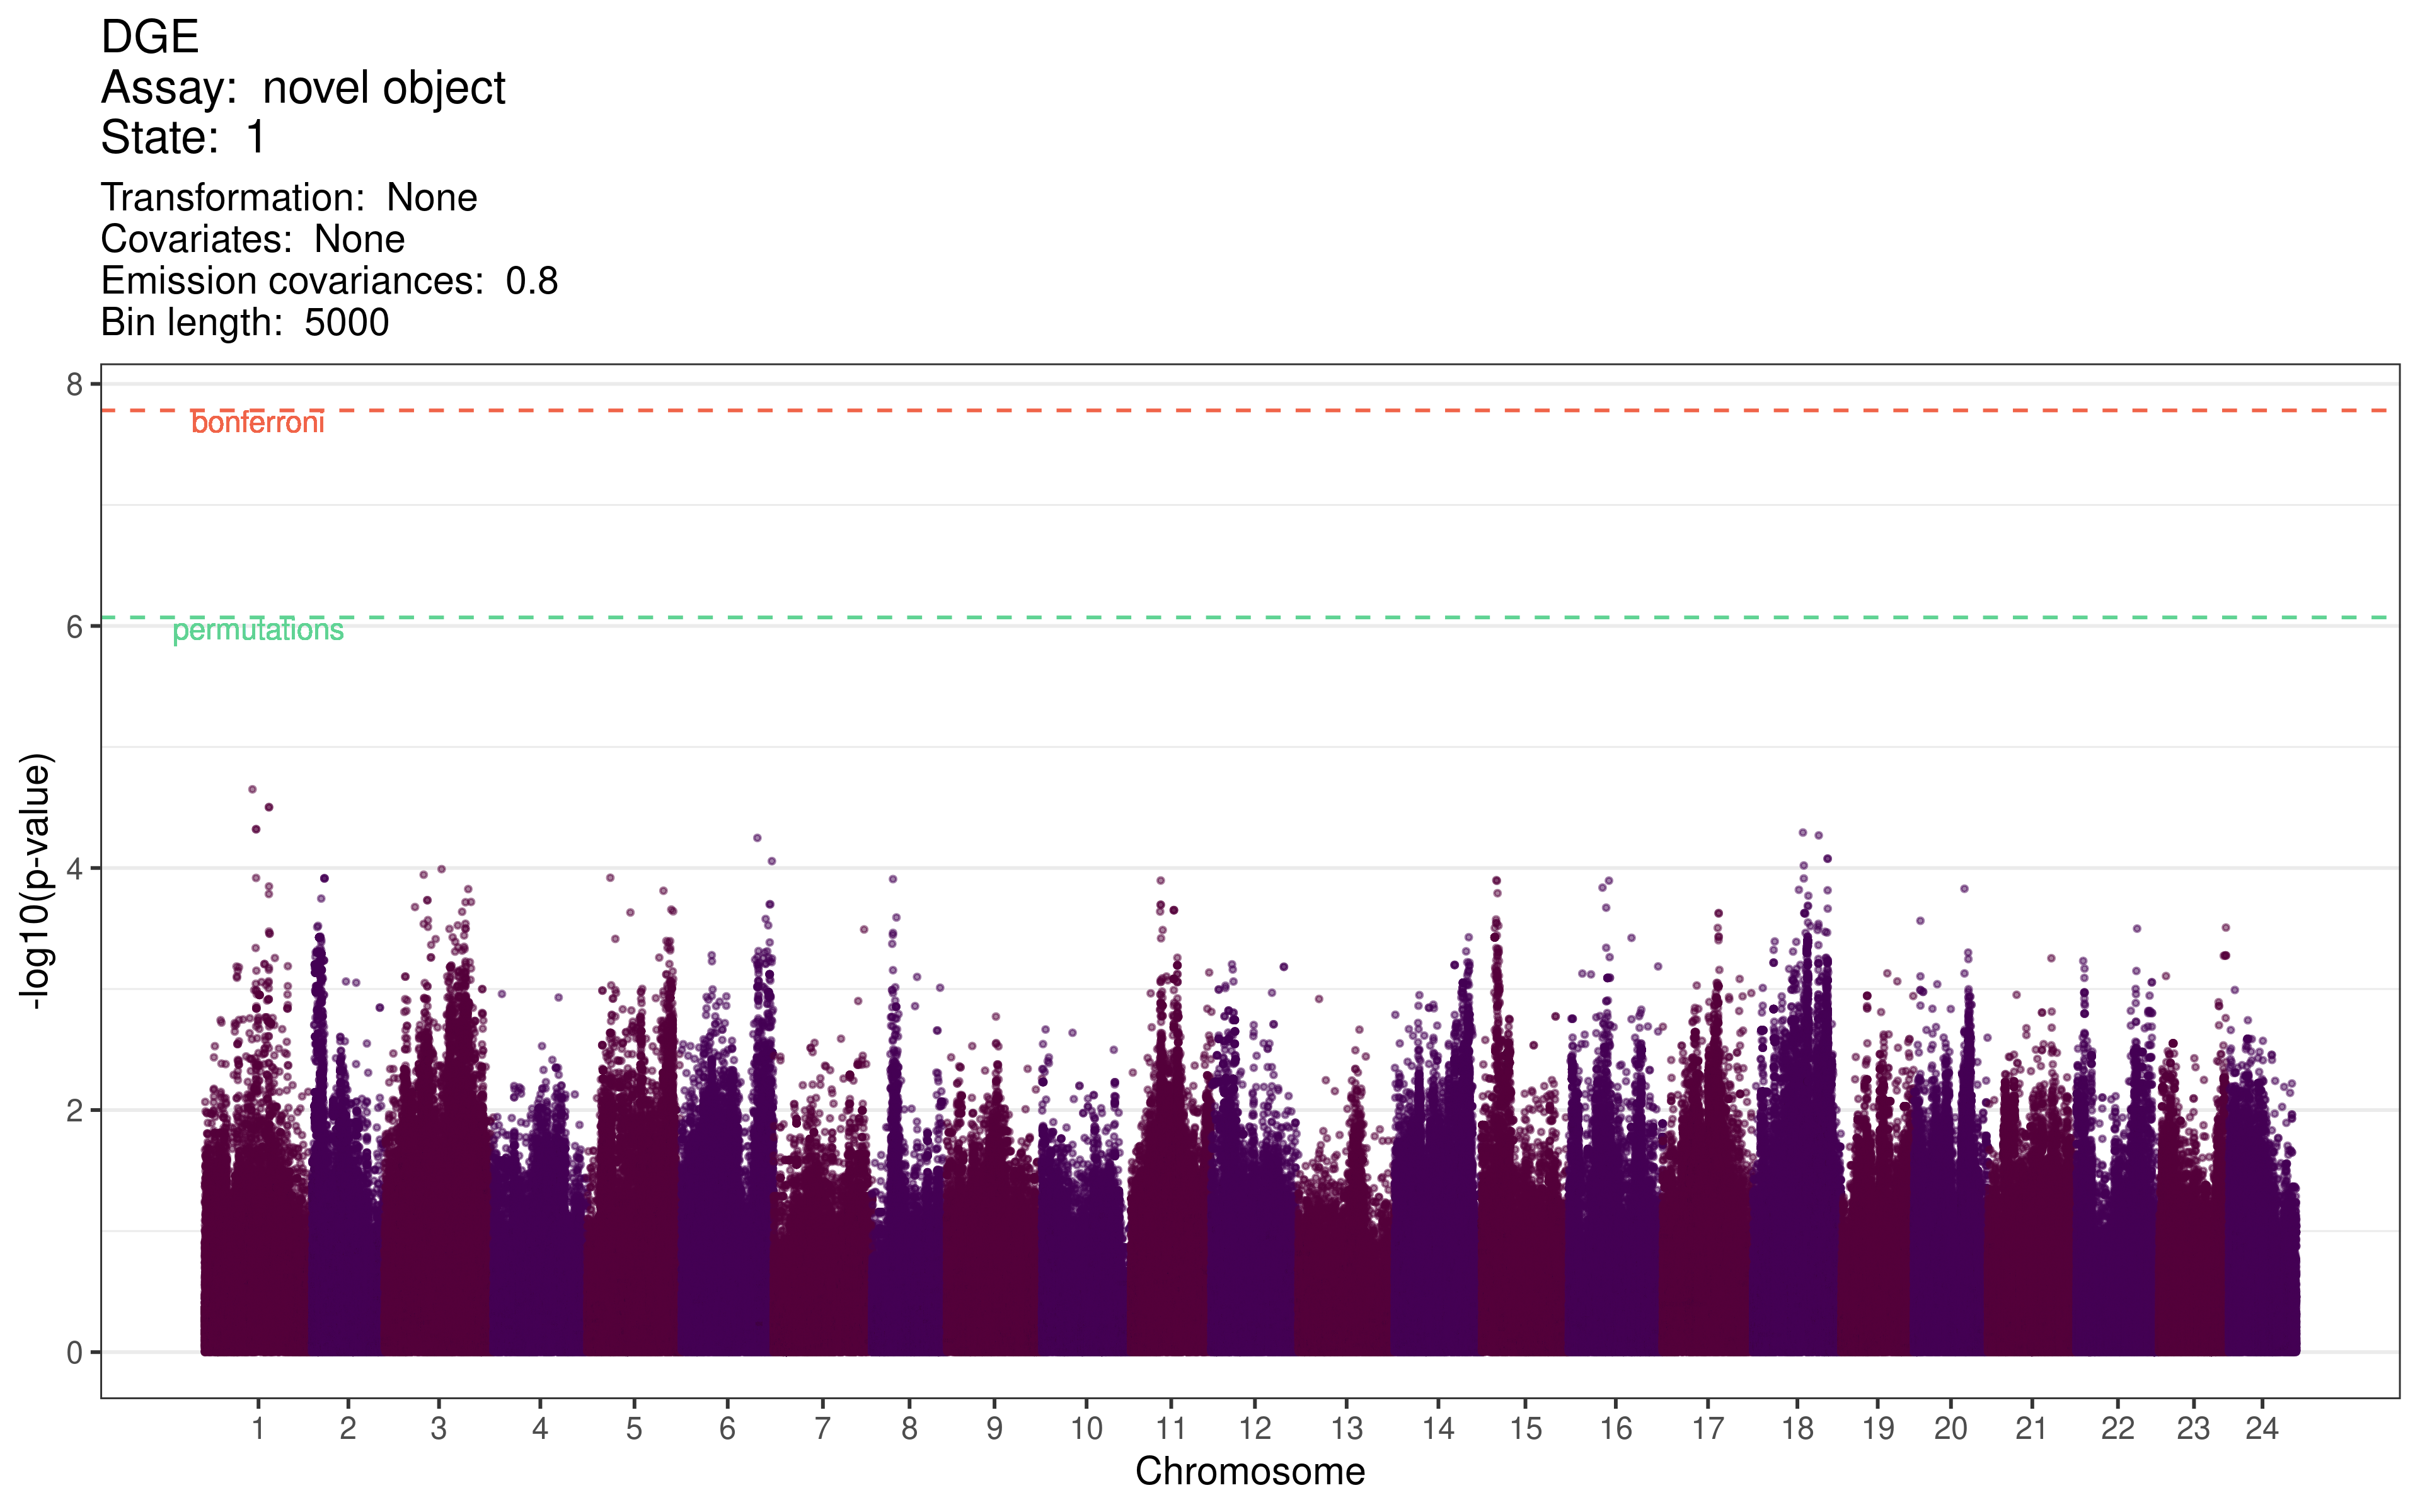 DGE
Assay: novel object
State: 1
Transformation: None
Covariates: None
Emission covariances: 0.8
Bin length: 5000
8
bonferroni
6
permutations
4
2
0
-log10(p-value)
1 2 3 4 5 6 7 8 9 10 11 12 13 14 15 16 17 18 19 20 21 22 23 24
Chromosome